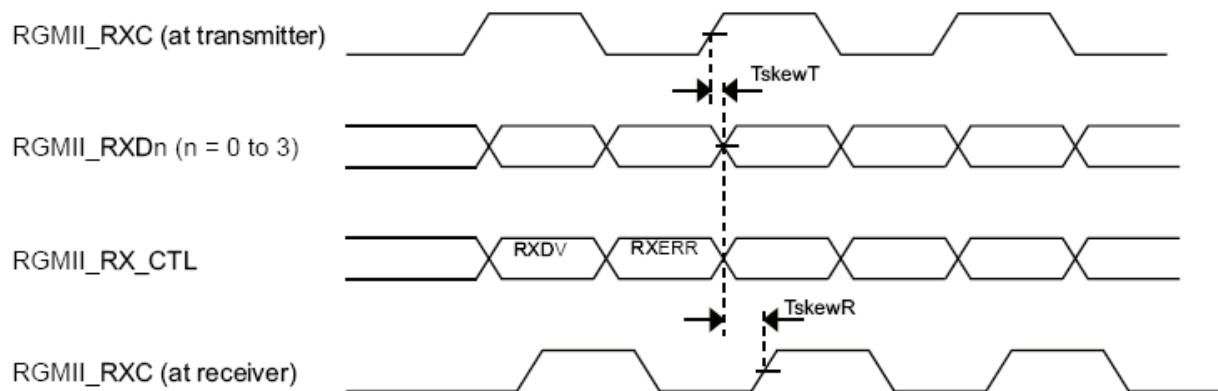 RGMII_RXC (at transmitter)
TskewT
RGMII_RXDn (n = 0 to 3)
RGMII_RX_CTL
RXDV
RXERR
TskewR
RGMII_RXC (at receiver)